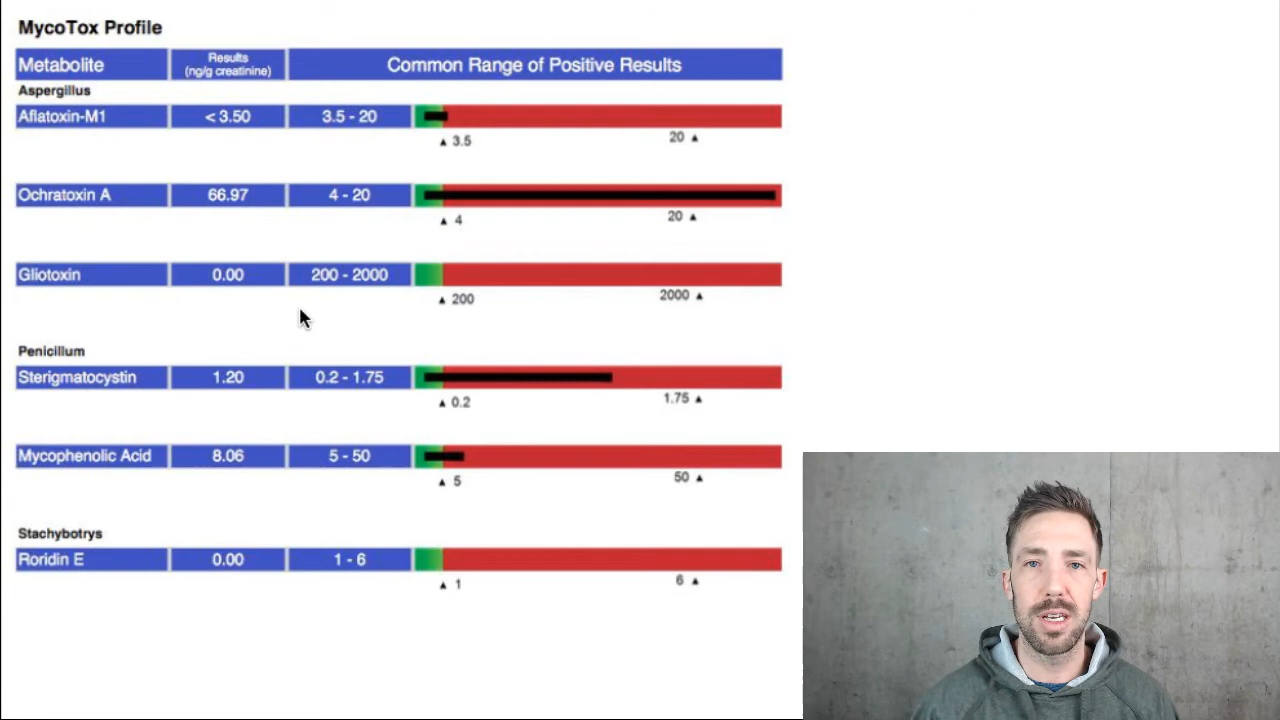 MycoTox Profile
Metabolite Results (ng/g creatinine) Common Range of Positive Results
Aspergillus
Aflatoxin-M1 < 3.50 3.5 - 20
▲ 3.5 20 ▲
Ochratoxin A 66.97 4 - 20
▲ 4 20 ▲
Gliotoxin 0.00 200 - 2000
▲ 200 2000 ▲
Penicillum
Sterigmatocystin 1.20 0.2 - 1.75
▲ 0.2 1.75 ▲
Mycophenolic Acid 8.06 5 - 50
▲ 5 50 ▲
Stachybotrys
Roridin E 0.00 1 - 6
▲ 1 6 ▲